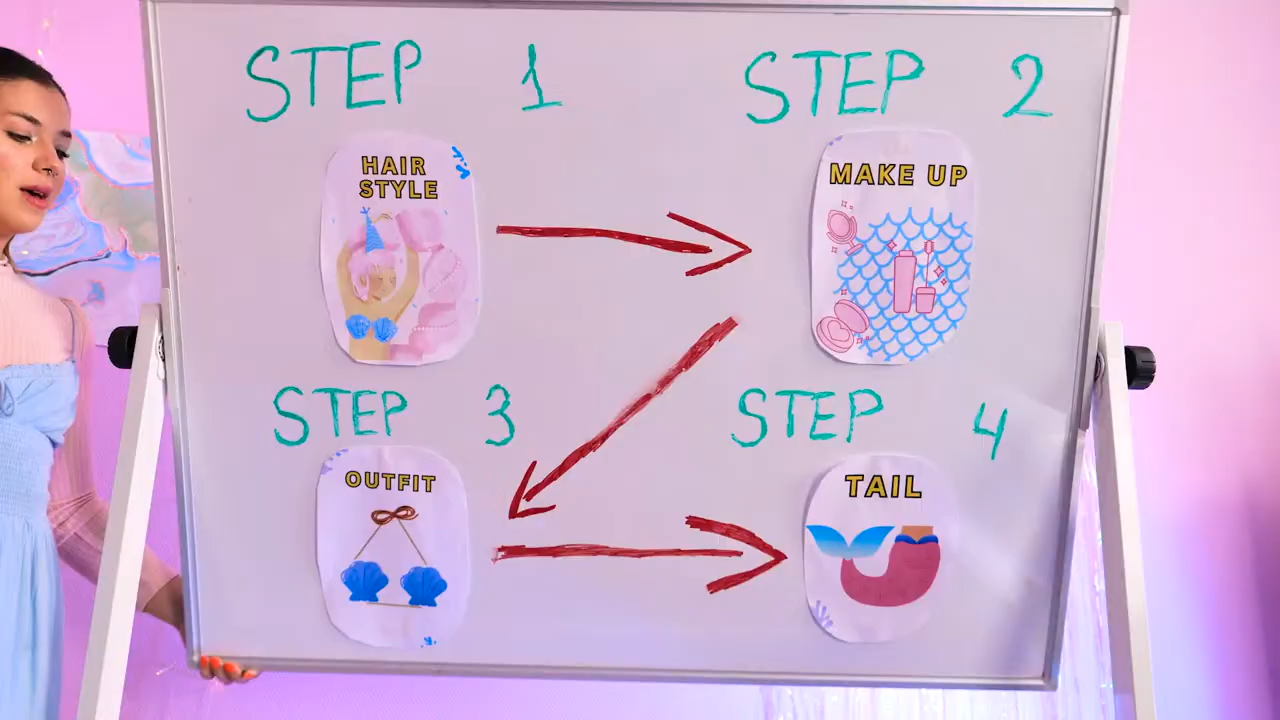 STEP 1
STEP 2
HAIR
STYLE
MAKE UP
STEP 3
STEP 4
OUTFIT
TAIL